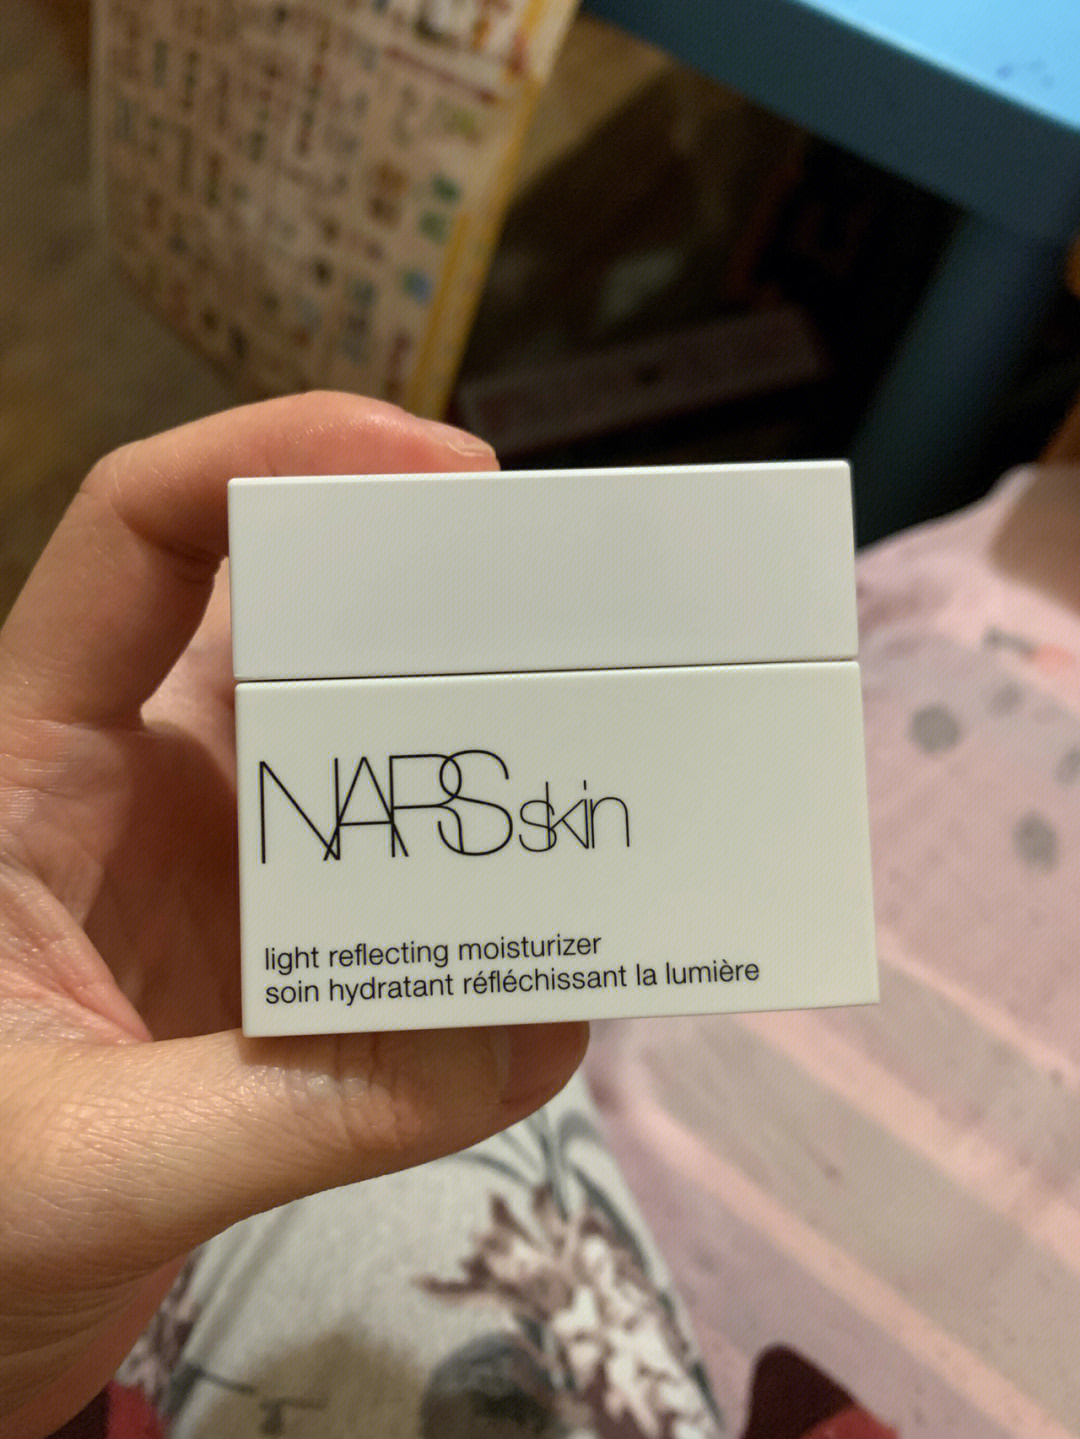 NARSskin
light reflecting moisturizer
soin hydratant réfléchissant la lumière